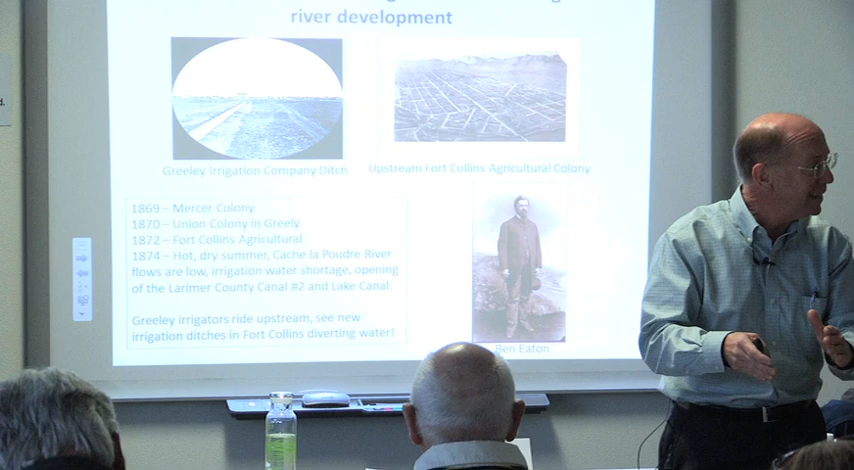 river development
Greeley Irrigation Company Ditch
Upstream Fort Collins Agricultural Colony
1869 – Mercer Colony
1870 – Union Colony in Greely
1872 – Fort Collins Agricultural
1874 – Hot, dry summer, Cache la Poudre River
flows are low, irrigation water shortage, opening
of the Larimer County Canal #2 and Lake Canal.
Greeley irrigators ride upstream, see new
irrigation ditches in Fort Collins diverting water!
Ben Eaton